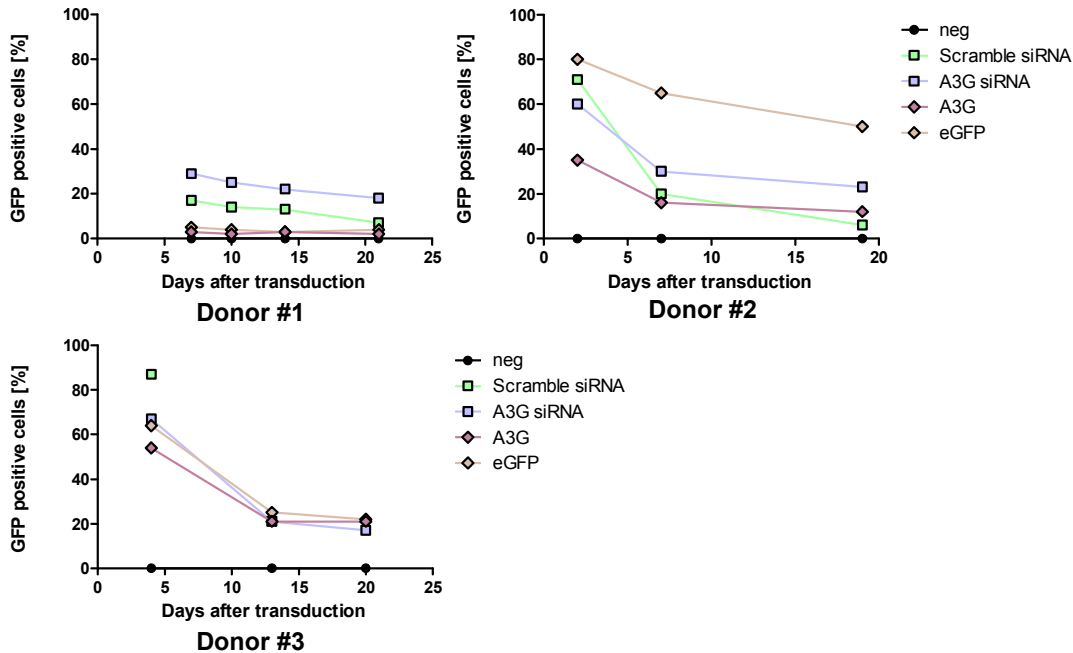 GFP positive cells [%]
100
80
60
40
20
0
0 5 10 15 20 25
Days after transduction
Donor #1
GFP positive cells [%]
100
80
60
40
20
0
0 5 10 15 20
Days after transduction
Donor #2
neg
Scramble siRNA
A3G siRNA
A3G
eGFP
GFP positive cells [%]
100
80
60
40
20
0
0 5 10 15 20 25
Days after transduction
Donor #3
neg
Scramble siRNA
A3G siRNA
A3G
eGFP